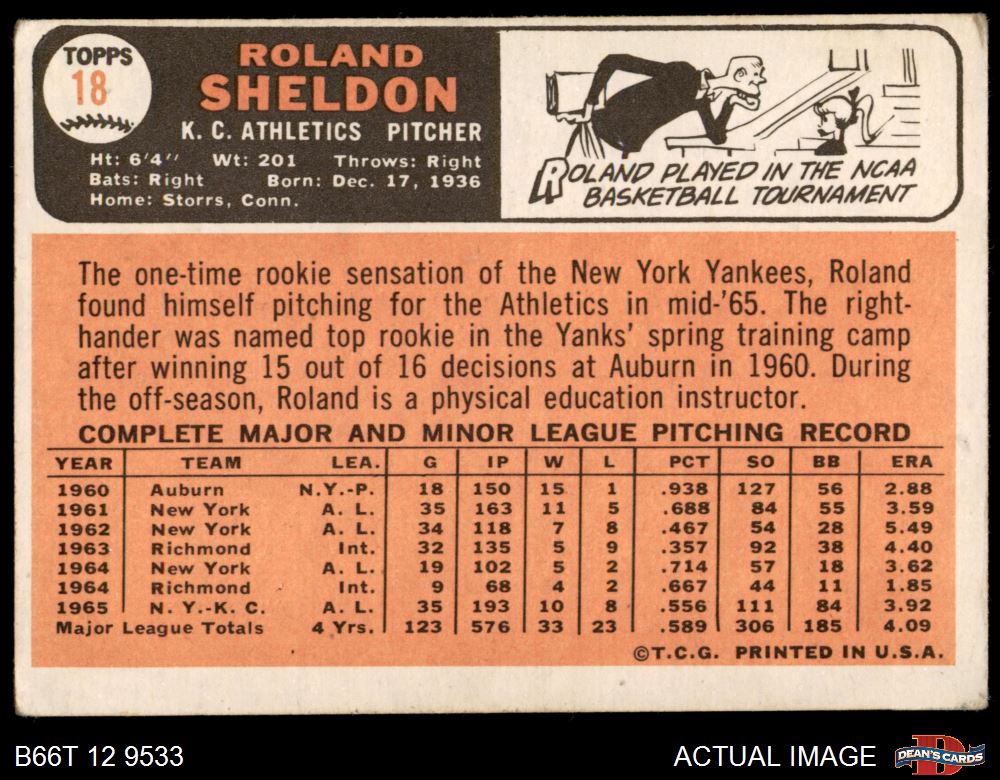 TOPPS
18
ROLAND
SHELDON
K. C. ATHLETICS PITCHER
Ht: 6'4" Wt: 201 Throws: Right
Bats: Right Born: Dec. 17, 1936
Home: Storrs, Conn.
ROLAND PLAYED IN THE NCAA
BASKETBALL TOURNAMENT
The one-time rookie sensation of the New York Yankees, Roland
found himself pitching for the Athletics in mid-'65. The right-
hander was named top rookie in the Yanks' spring training camp
after winning 15 out of 16 decisions at Auburn in 1960. During
the off-season, Roland is a physical education instructor.
COMPLETE MAJOR AND MINOR LEAGUE PITCHING RECORD
YEAR TEAM LEA. G IP W L PCT SO BB ERA
1960 Auburn N.Y.-P. 18 150 15 1 .938 127 56 2.88
1961 New York A. L. 35 163 11 5 .688 84 55 3.59
1962 New York A. L. 34 118 7 8 .467 54 28 5.49
1963 Richmond Int. 32 135 5 9 .357 92 38 4.40
1964 New York A. L. 19 102 5 2 .714 57 18 3.62
1964 Richmond Int. 9 68 4 2 .667 44 11 1.85
1965 N. Y.-K. C. A. L. 35 193 10 8 .556 111 84 3.92
Major League Totals 4 Yrs. 123 576 33 23 .589 306 185 4.09
©T.C.G. PRINTED IN U.S.A.
B66T 12 9533
ACTUAL IMAGE
DEAN'S CARDS